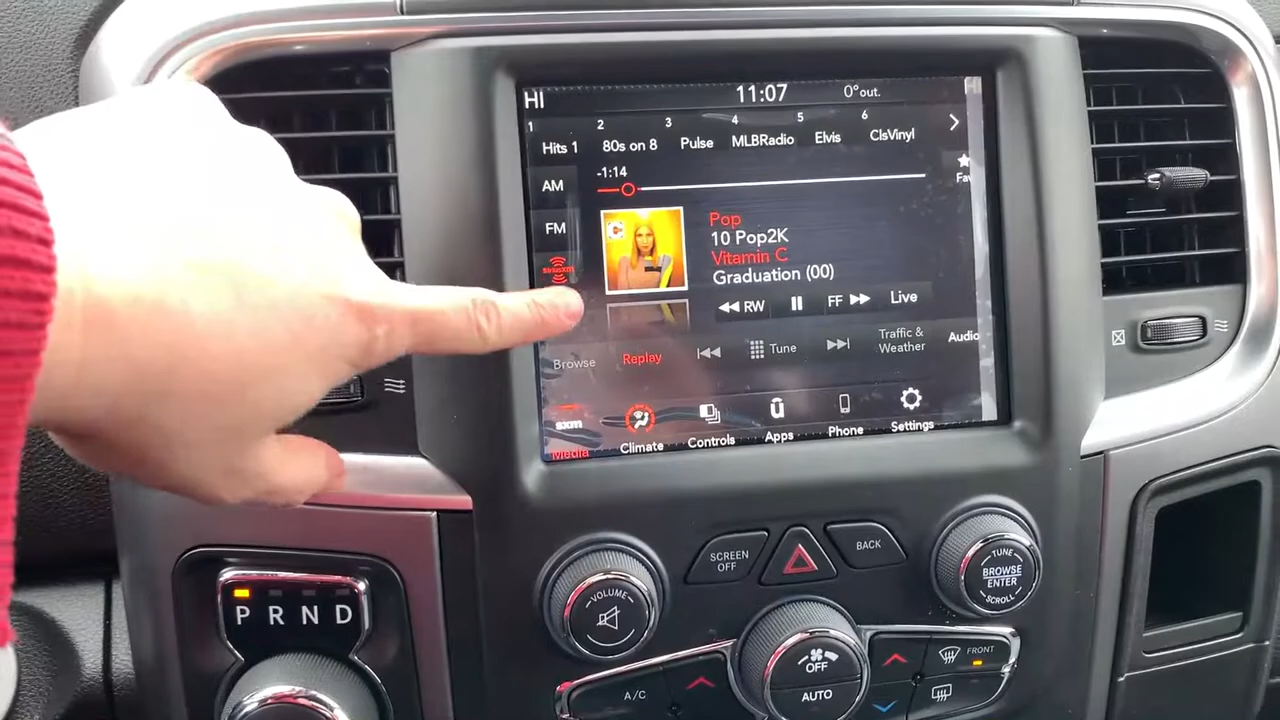 HI 11:07 0°out. HI
1 2 3 4 5 6
Hits 1 80s on 8 Pulse MLBRadio Elvis ClsVinyl
-1:14
AM
Fav
FM
Pop
10 Pop2K
Vitamin C
Graduation (00)
siriusxm
RW FF Live
Browse Replay Tune Traffic & Weather Audio
sxm
Media Climate Controls Apps Phone Settings
SCREEN OFF
BACK
VOLUME
TUNE
BROWSE
ENTER
SCROLL
P R N D
A/C
OFF
AUTO
FRONT